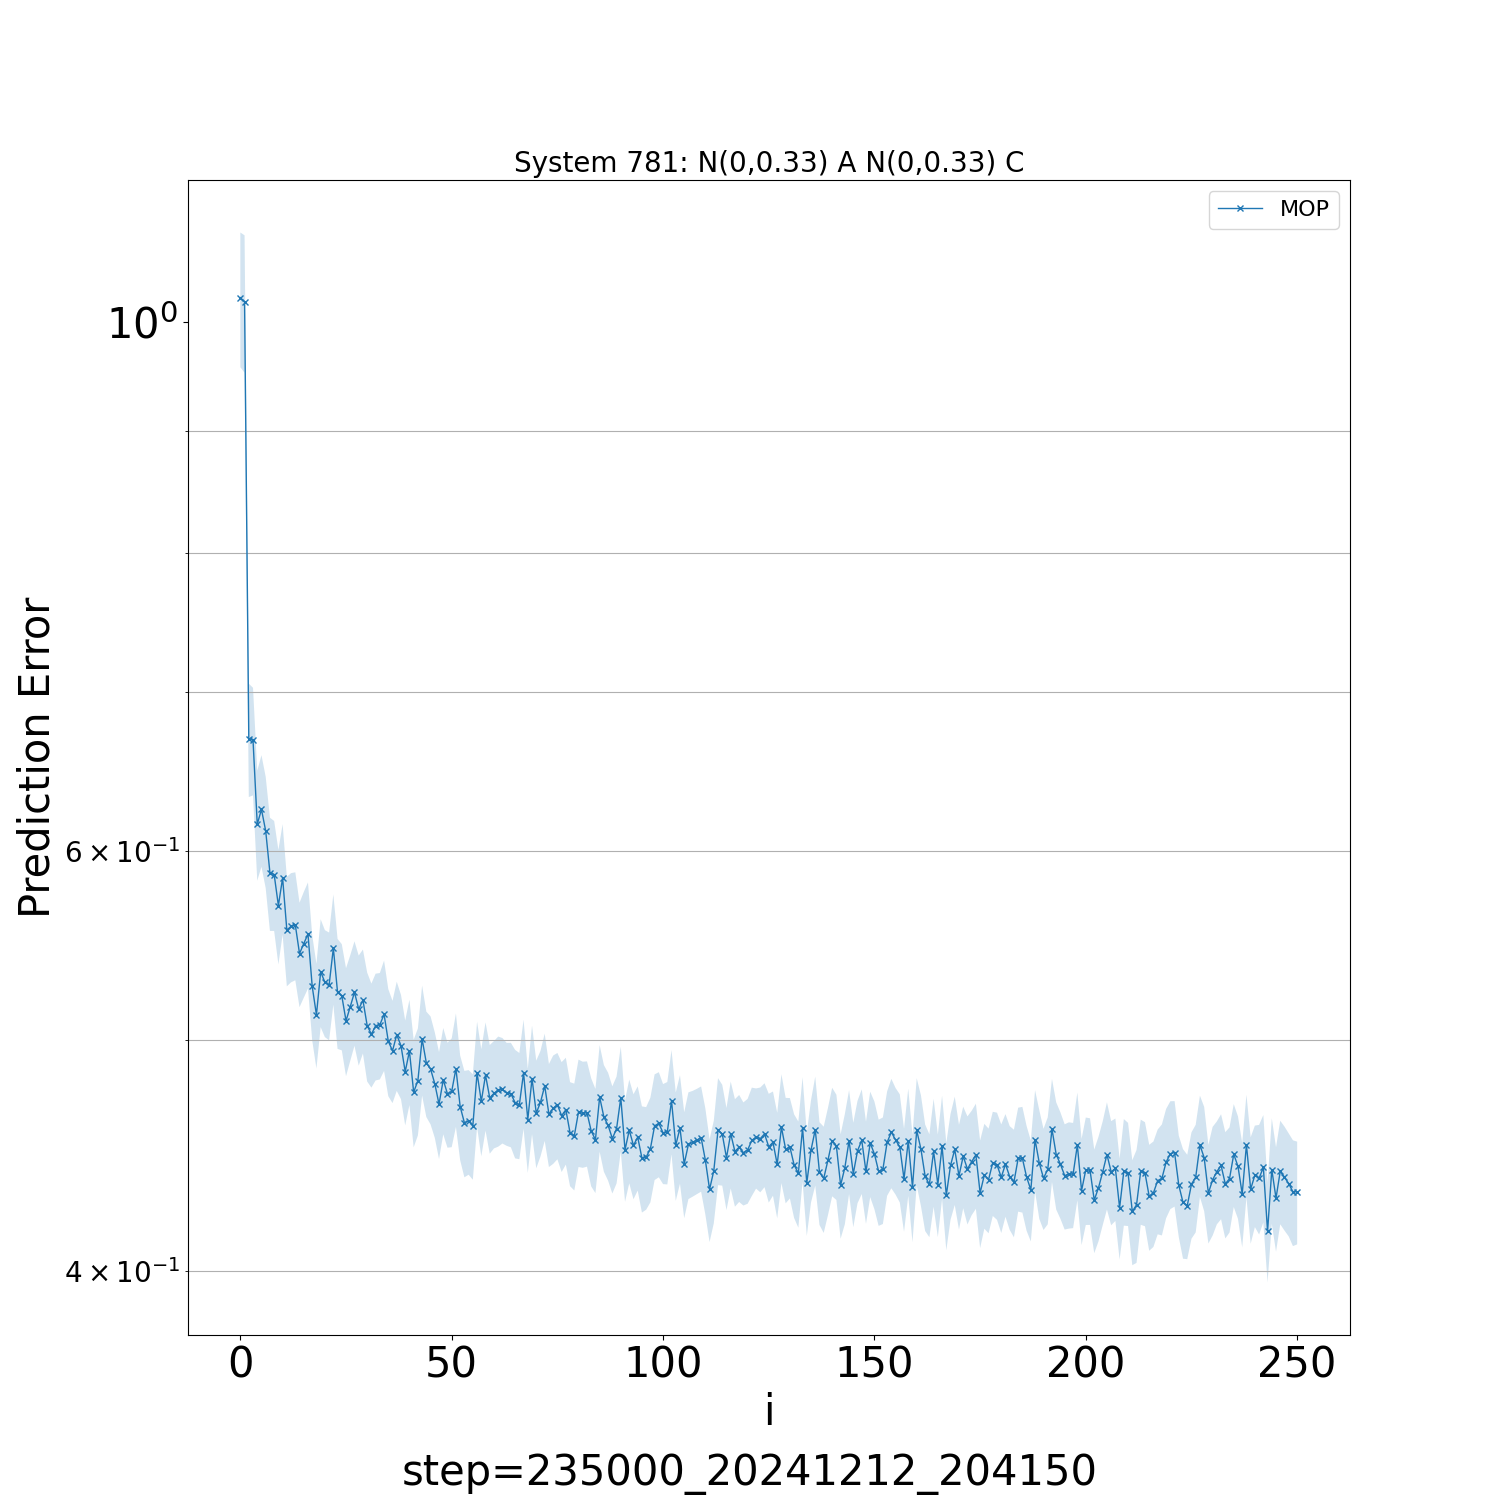 System 781: N(0,0.33) A N(0,0.33) C
MOP
10⁰
6 × 10⁻¹
4 × 10⁻¹
Prediction Error
0 50 100 150 200 250
i
step=235000_20241212_204150